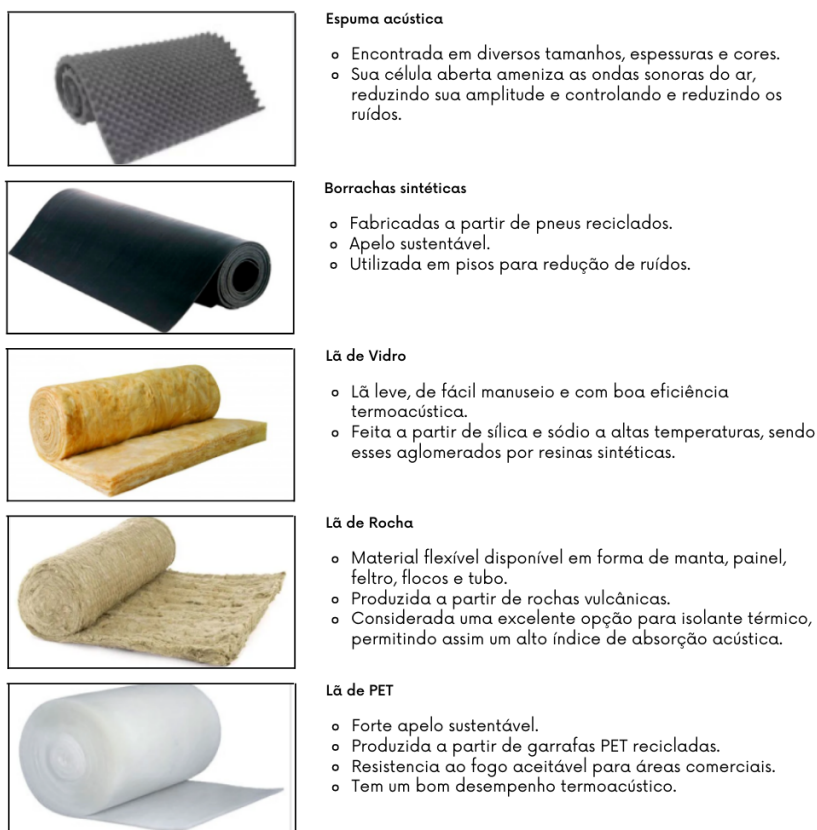 Espuma acústica
Encontrada em diversos tamanhos, espessuras e cores.
Sua célula aberta ameniza as ondas sonoras do ar,
reduzindo sua amplitude e controlando e reduzindo os
ruídos.
Borrachas sintéticas
Fabricadas a partir de pneus reciclados.
Apelo sustentável.
Utilizada em pisos para redução de ruídos.
Lã de Vidro
Lã leve, de fácil manuseio e com boa eficiência
termoacústica.
Feita a partir de sílica e sódio a altas temperaturas, sendo
esses aglomerados por resinas sintéticas.
Lã de Rocha
Material flexível disponível em forma de manta, painel,
feltro, flocos e tubo.
Produzida a partir de rochas vulcânicas.
Considerada uma excelente opção para isolante térmico,
permitindo assim um alto índice de absorção acústica.
Lã de PET
Forte apelo sustentável.
Produzida a partir de garrafas PET recicladas.
Resistencia ao fogo aceitável para áreas comerciais.
Tem um bom desempenho termoacústico.